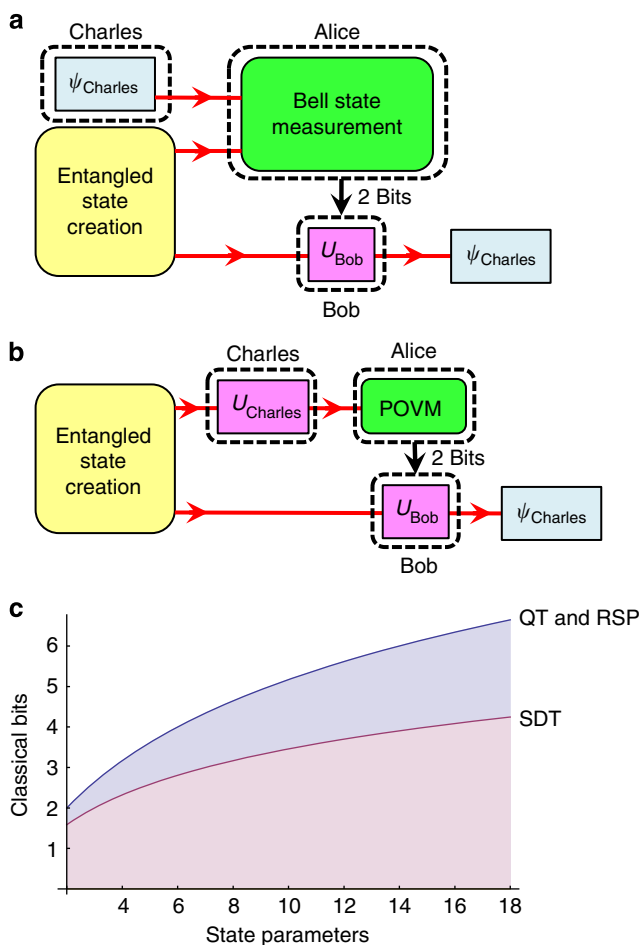 a
Charles
Alice
ψCharles
Bell state
measurement
Entangled
state
creation
2 Bits
UBob
ψCharles
Bob
b
Charles
Alice
UCharles
POVM
Entangled
state
creation
2 Bits
UBob
ψCharles
Bob
c
QT and RSP
SDT
Classical bits
6
5
4
3
2
1
4 6 8 10 12 14 16 18
State parameters